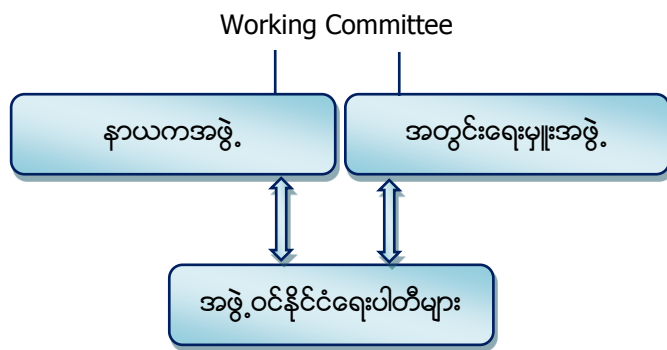 Working Committee
နာယကအဖွဲ့
အတွင်းရေးမှူးအဖွဲ့
အဖွဲ့ဝင်နိုင်ငံရေးပါတီများ